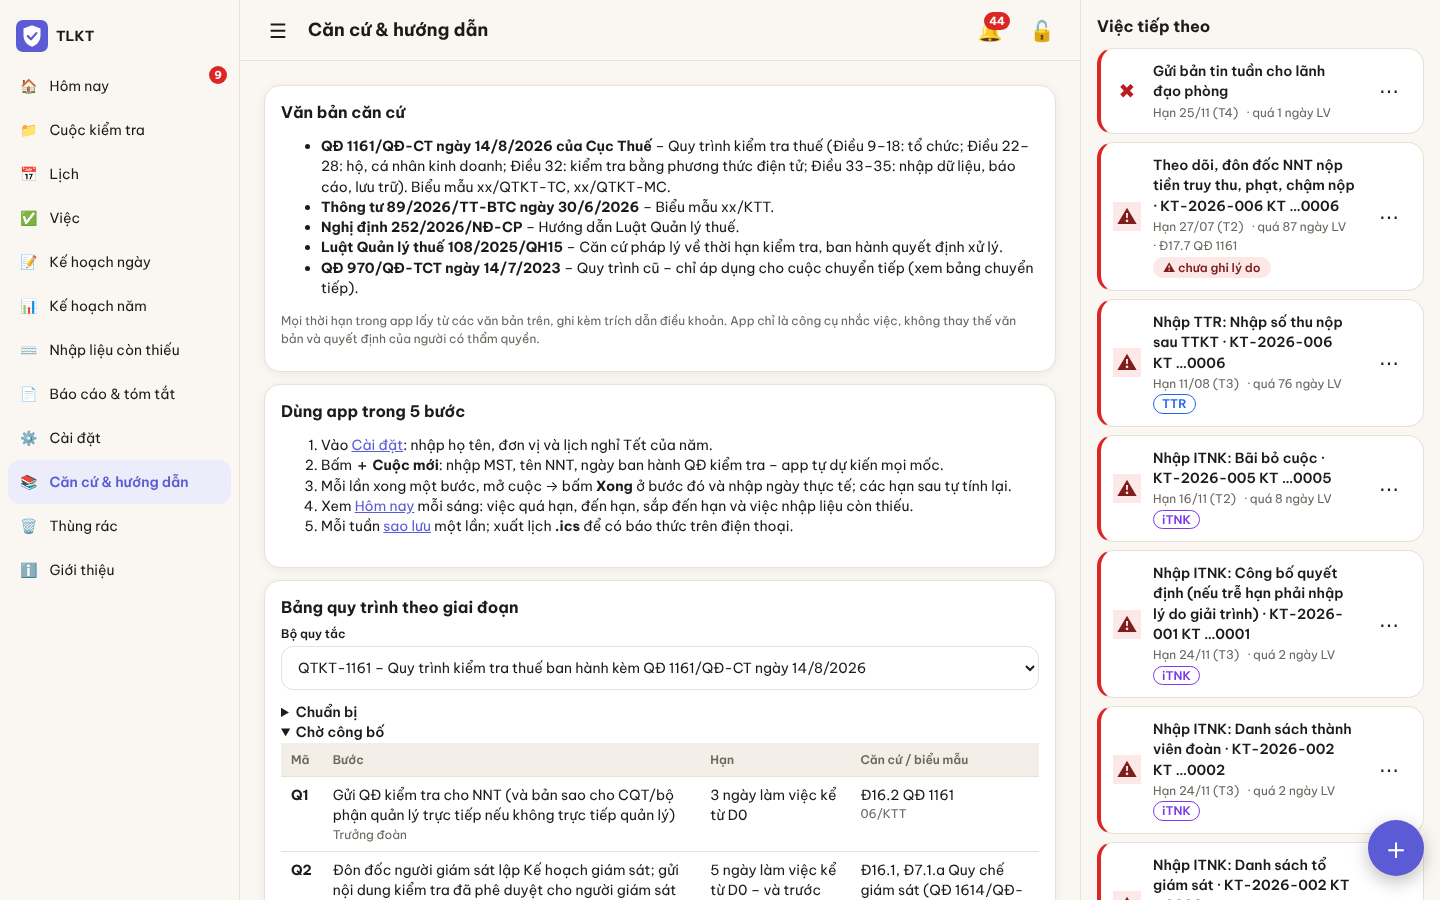 TLKT
Hôm nay
9
Cuộc kiểm tra
Lịch
Việc
Kế hoạch ngày
Kế hoạch năm
Nhập liệu còn thiếu
Báo cáo & tóm tắt
Cài đặt
Căn cứ & hướng dẫn
Thùng rác
Giới thiệu
☰ Căn cứ & hướng dẫn
44
Văn bản căn cứ
• QĐ 1161/QĐ-CT ngày 14/8/2026 của Cục Thuế – Quy trình kiểm tra thuế (Điều 9–18: tổ chức; Điều 22–
28: hộ, cá nhân kinh doanh; Điều 32: kiểm tra bằng phương thức điện tử; Điều 33–35: nhập dữ liệu, báo
cáo, lưu trữ). Biểu mẫu xx/QTKT-TC, xx/QTKT-MC.
• Thông tư 89/2026/TT-BTC ngày 30/6/2026 – Biểu mẫu xx/KTT.
• Nghị định 252/2026/NĐ-CP – Hướng dẫn Luật Quản lý thuế.
• Luật Quản lý thuế 108/2025/QH15 – Căn cứ pháp lý về thời hạn kiểm tra, ban hành quyết định xử lý.
• QĐ 970/QĐ-TCT ngày 14/7/2023 – Quy trình cũ – chỉ áp dụng cho cuộc chuyển tiếp (xem bảng chuyển
tiếp).
Mọi thời hạn trong app lấy từ các văn bản trên, ghi kèm trích dẫn điều khoản. App chỉ là công cụ nhắc việc, không thay thế văn
bản và quyết định của người có thẩm quyền.
Dùng app trong 5 bước
1. Vào Cài đặt: nhập họ tên, đơn vị và lịch nghỉ Tết của năm.
2. Bấm + Cuộc mới: nhập MST, tên NNT, ngày ban hành QĐ kiểm tra – app tự dự kiến mọi mốc.
3. Mỗi lần xong một bước, mở cuộc → bấm Xong ở bước đó và nhập ngày thực tế; các hạn sau tự tính lại.
4. Xem Hôm nay mỗi sáng: việc quá hạn, đến hạn, sắp đến hạn và việc nhập liệu còn thiếu.
5. Mỗi tuần sao lưu một lần; xuất lịch .ics để có báo thức trên điện thoại.
Bảng quy trình theo giai đoạn
Bộ quy tắc
QTKT-1161 – Quy trình kiểm tra thuế ban hành kèm QĐ 1161/QĐ-CT ngày 14/8/2026
▶ Chuẩn bị
▼ Chờ công bố
Mã Bước Hạn Căn cứ / biểu mẫu
Q1 Gửi QĐ kiểm tra cho NNT (và bản sao cho CQT/bộ 3 ngày làm việc kể Đ16.2 QĐ 1161
phận quản lý trực tiếp nếu không trực tiếp quản lý) từ D0 06/KTT
Trưởng đoàn
Q2 Đôn đốc người giám sát lập Kế hoạch giám sát; gửi 5 ngày làm việc kể Đ16.1, Đ7.1.a Quy chế
nội dung kiểm tra đã phê duyệt cho người giám sát từ D0 – và trước giám sát (QĐ 1614/QĐ-
Việc tiếp theo
Gửi bản tin tuần cho lãnh
đạo phòng
Hạn 25/11 (T4) · quá 1 ngày LV
Theo dõi, đôn đốc NNT nộp
tiền truy thu, phạt, chậm nộp
· KT-2026-006 KT …0006
Hạn 27/07 (T2) · quá 87 ngày LV
· Đ17.7 QĐ 1161
⚠ chưa ghi lý do
Nhập TTR: Nhập số thu nộp
sau TTKT · KT-2026-006
KT …0006
Hạn 11/08 (T3) · quá 76 ngày LV
TTR
Nhập ITNK: Bãi bỏ cuộc ·
KT-2026-005 KT …0005
Hạn 16/11 (T2) · quá 8 ngày LV
iTNK
Nhập ITNK: Công bố quyết
định (nếu trễ hạn phải nhập
lý do giải trình) · KT-2026-
001 KT …0001
Hạn 24/11 (T3) · quá 2 ngày LV
iTNK
Nhập ITNK: Danh sách thành
viên đoàn · KT-2026-002
KT …0002
Hạn 24/11 (T3) · quá 2 ngày LV
iTNK
Nhập ITNK: Danh sách tổ
giám sát · KT-2026-002 KT